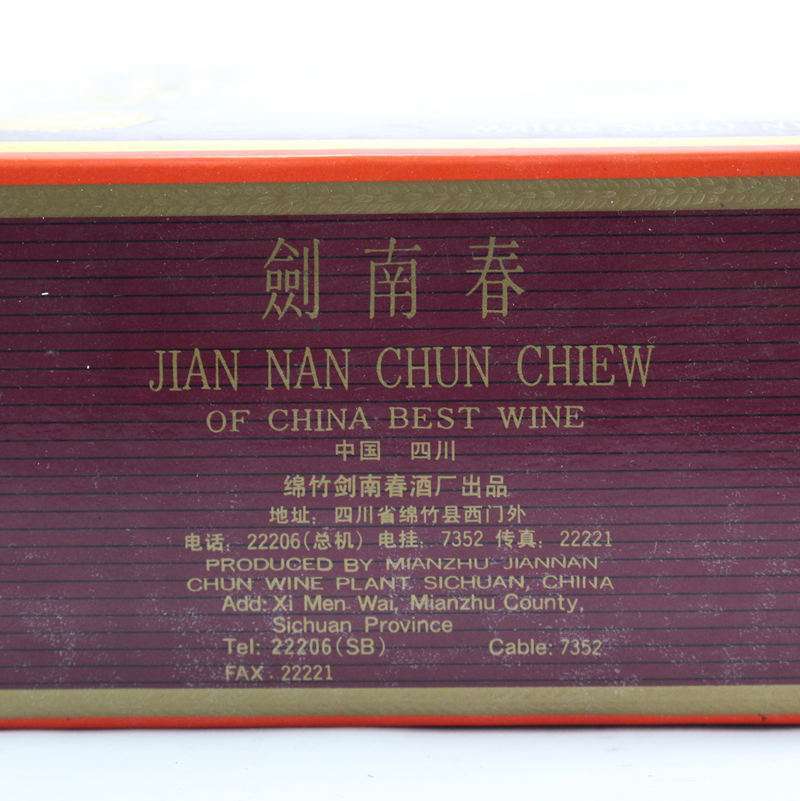 劍南春
JIAN NAN CHUN CHIEW
OF CHINA BEST WINE
中国 四川
绵竹剑南春酒厂出品
地址：四川省绵竹县西门外
电话：22206(总机) 电挂：7352 传真：22221
PRODUCED BY MIANZHU JIANNAN
CHUN WINE PLANT SICHUAN, CHINA
Add: Xi Men Wai, Mianzhu County,
Sichuan Province
Tel: 22206(SB) Cable: 7352
FAX . 22221